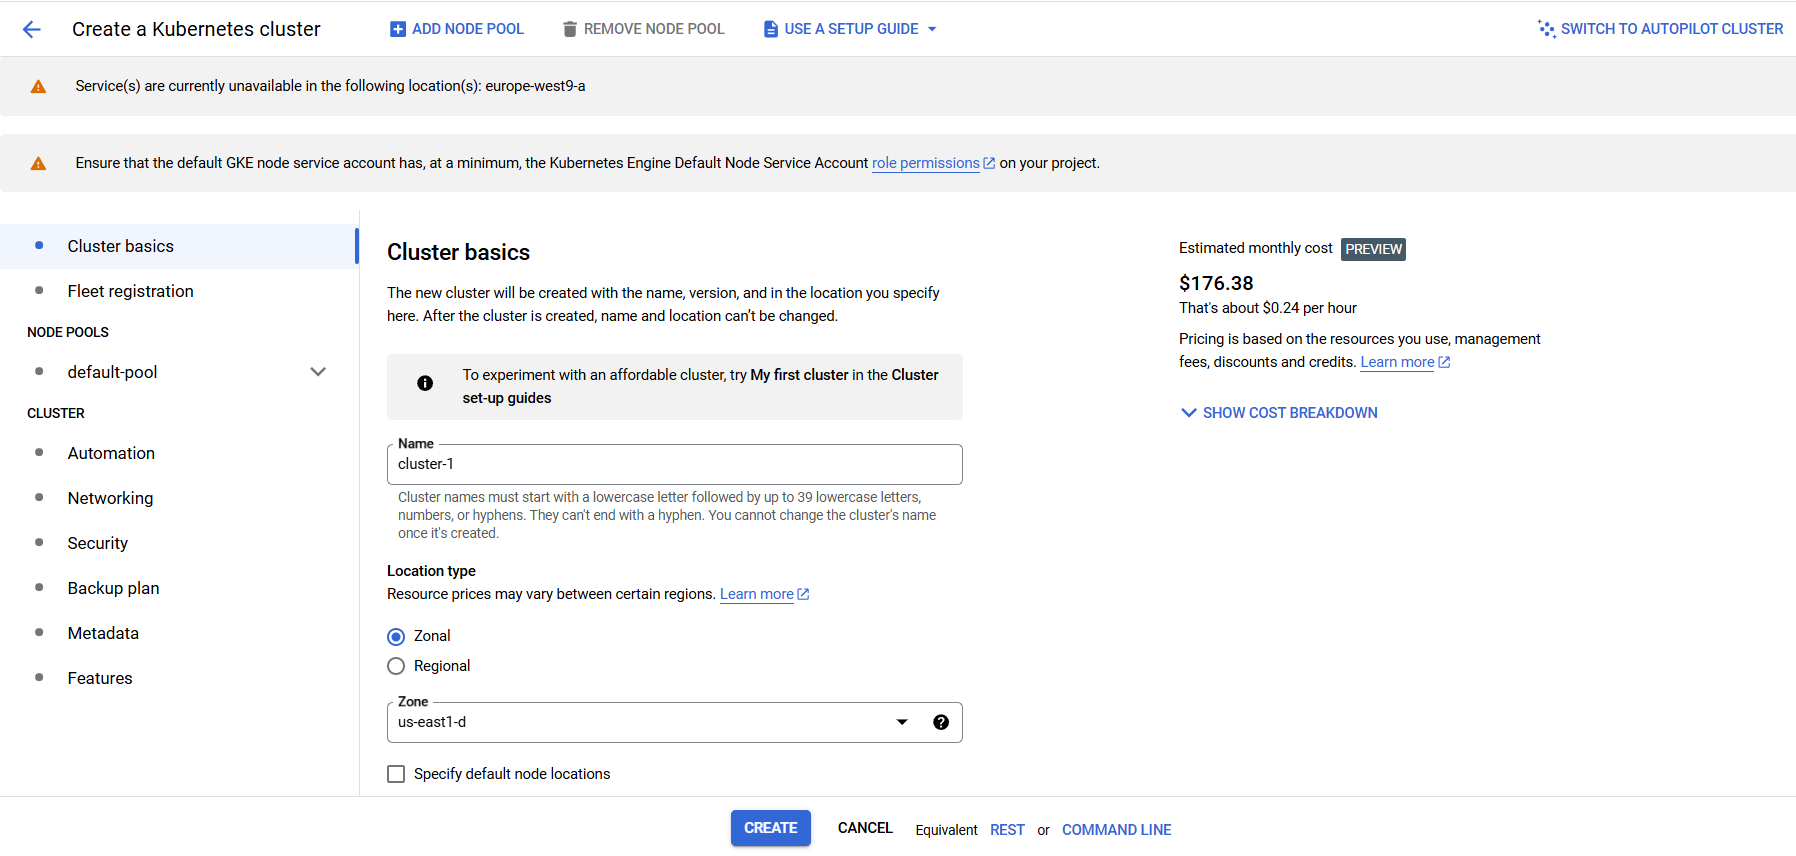 Create a Kubernetes cluster
ADD NODE POOL
REMOVE NODE POOL
USE A SETUP GUIDE
SWITCH TO AUTOPILOT CLUSTER
Service(s) are currently unavailable in the following location(s): europe-west9-a
Ensure that the default GKE node service account has, at a minimum, the Kubernetes Engine Default Node Service Account role permissions on your project.
Cluster basics
Fleet registration
NODE POOLS
default-pool
CLUSTER
Automation
Networking
Security
Backup plan
Metadata
Features
Cluster basics
The new cluster will be created with the name, version, and in the location you specify
here. After the cluster is created, name and location can’t be changed.
To experiment with an affordable cluster, try My first cluster in the Cluster
set-up guides
Name
cluster-1
Cluster names must start with a lowercase letter followed by up to 39 lowercase letters,
numbers, or hyphens. They can't end with a hyphen. You cannot change the cluster's name
once it's created.
Location type
Resource prices may vary between certain regions. Learn more
Zonal
Regional
Zone
us-east1-d
Specify default node locations
Estimated monthly cost PREVIEW
$176.38
That's about $0.24 per hour
Pricing is based on the resources you use, management
fees, discounts and credits. Learn more
SHOW COST BREAKDOWN
CREATE
CANCEL
Equivalent REST or COMMAND LINE